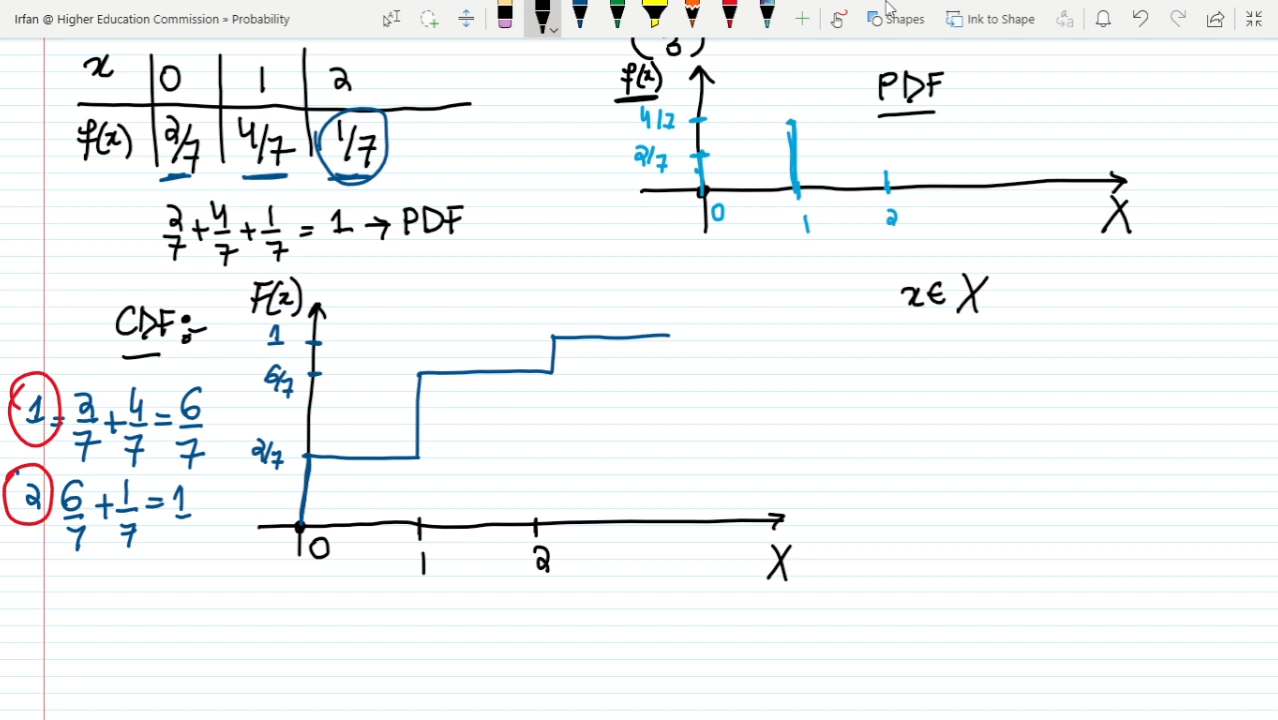 Irfan @ Higher Education Commission » Probability
Shapes
Ink to Shape
x 0 1 2
f(x) 2/7 4/7 1/7
2/7 + 4/7 + 1/7 = 1 → PDF
f(x)
PDF
4/7
2/7
0 1 2
X
x ∈ X
CDF:-
F(x)
1
6/7
2/7
0 1 2
X
1 = 2/7 + 4/7 = 6/7
2 6/7 + 1/7 = 1